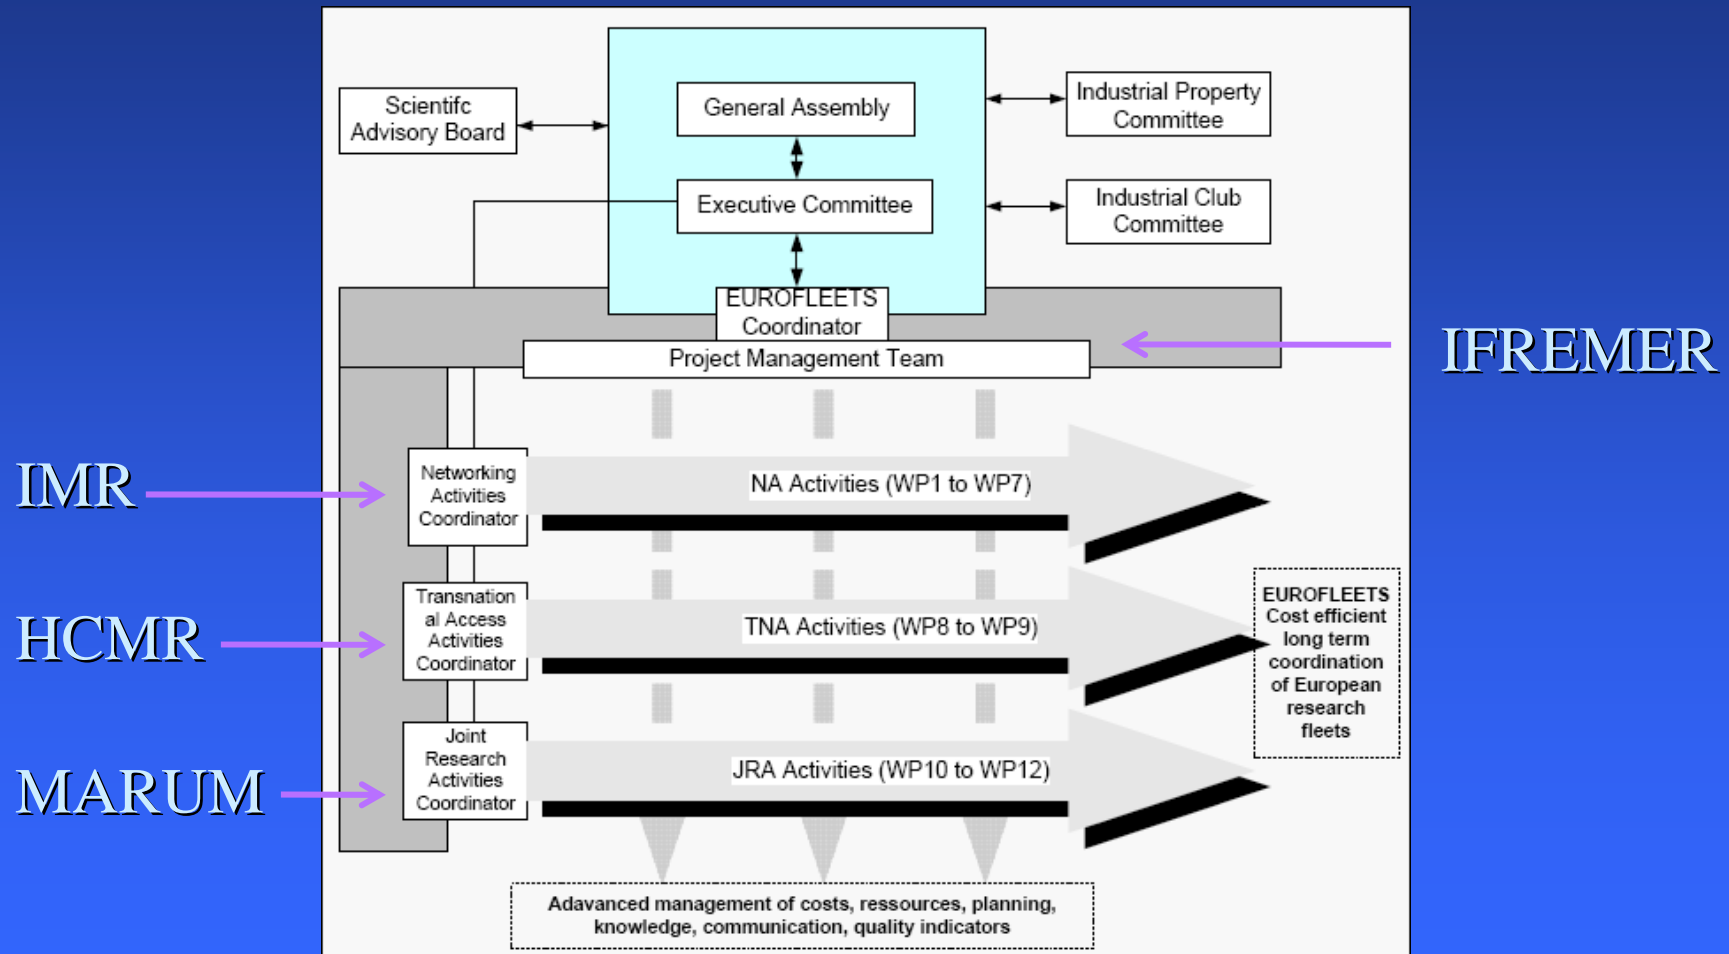 Scientifc
Advisory Board
General Assembly
Industrial Property
Committee
Executive Committee
Industrial Club
Committee
EUROFLEETS
Coordinator
Project Management Team
IFREMER
IMR
Networking
Activities
Coordinator
NA Activities (WP1 to WP7)
HCMR
Transnation
al Access
Activities
Coordinator
TNA Activities (WP8 to WP9)
EUROFLEETS
Cost efficient
long term
coordination
of European
research
fleets
MARUM
Joint
Research
Activities
Coordinator
JRA Activities (WP10 to WP12)
Adavanced management of costs, ressources, planning,
knowledge, communication, quality indicators